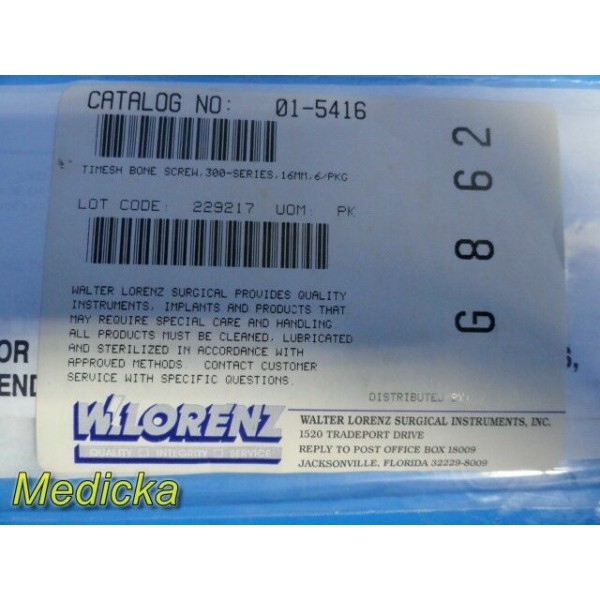 CATALOG NO: 01-5416
TIMESH BONE SCREW,300-SERIES,16MM,6/PKG
LOT CODE: 229217 UOM: PK
WALTER LORENZ SURGICAL PROVIDES QUALITY
INSTRUMENTS, IMPLANTS AND PRODUCTS THAT
MAY REQUIRE SPECIAL CARE AND HANDLING
ALL PRODUCTS MUST BE CLEANED, LUBRICATED
AND STERILIZED IN ACCORDANCE WITH
APPROVED METHODS CONTACT CUSTOMER
SERVICE WITH SPECIFIC QUESTIONS.
DISTRIBUTED BY:
W.LORENZ
QUALITY □ INTEGRITY □ SERVICE
WALTER LORENZ SURGICAL INSTRUMENTS, INC.
1520 TRADEPORT DRIVE
REPLY TO POST OFFICE BOX 18009
JACKSONVILLE, FLORIDA 32229-8009
G 8 6 2
OR
END
Medicka